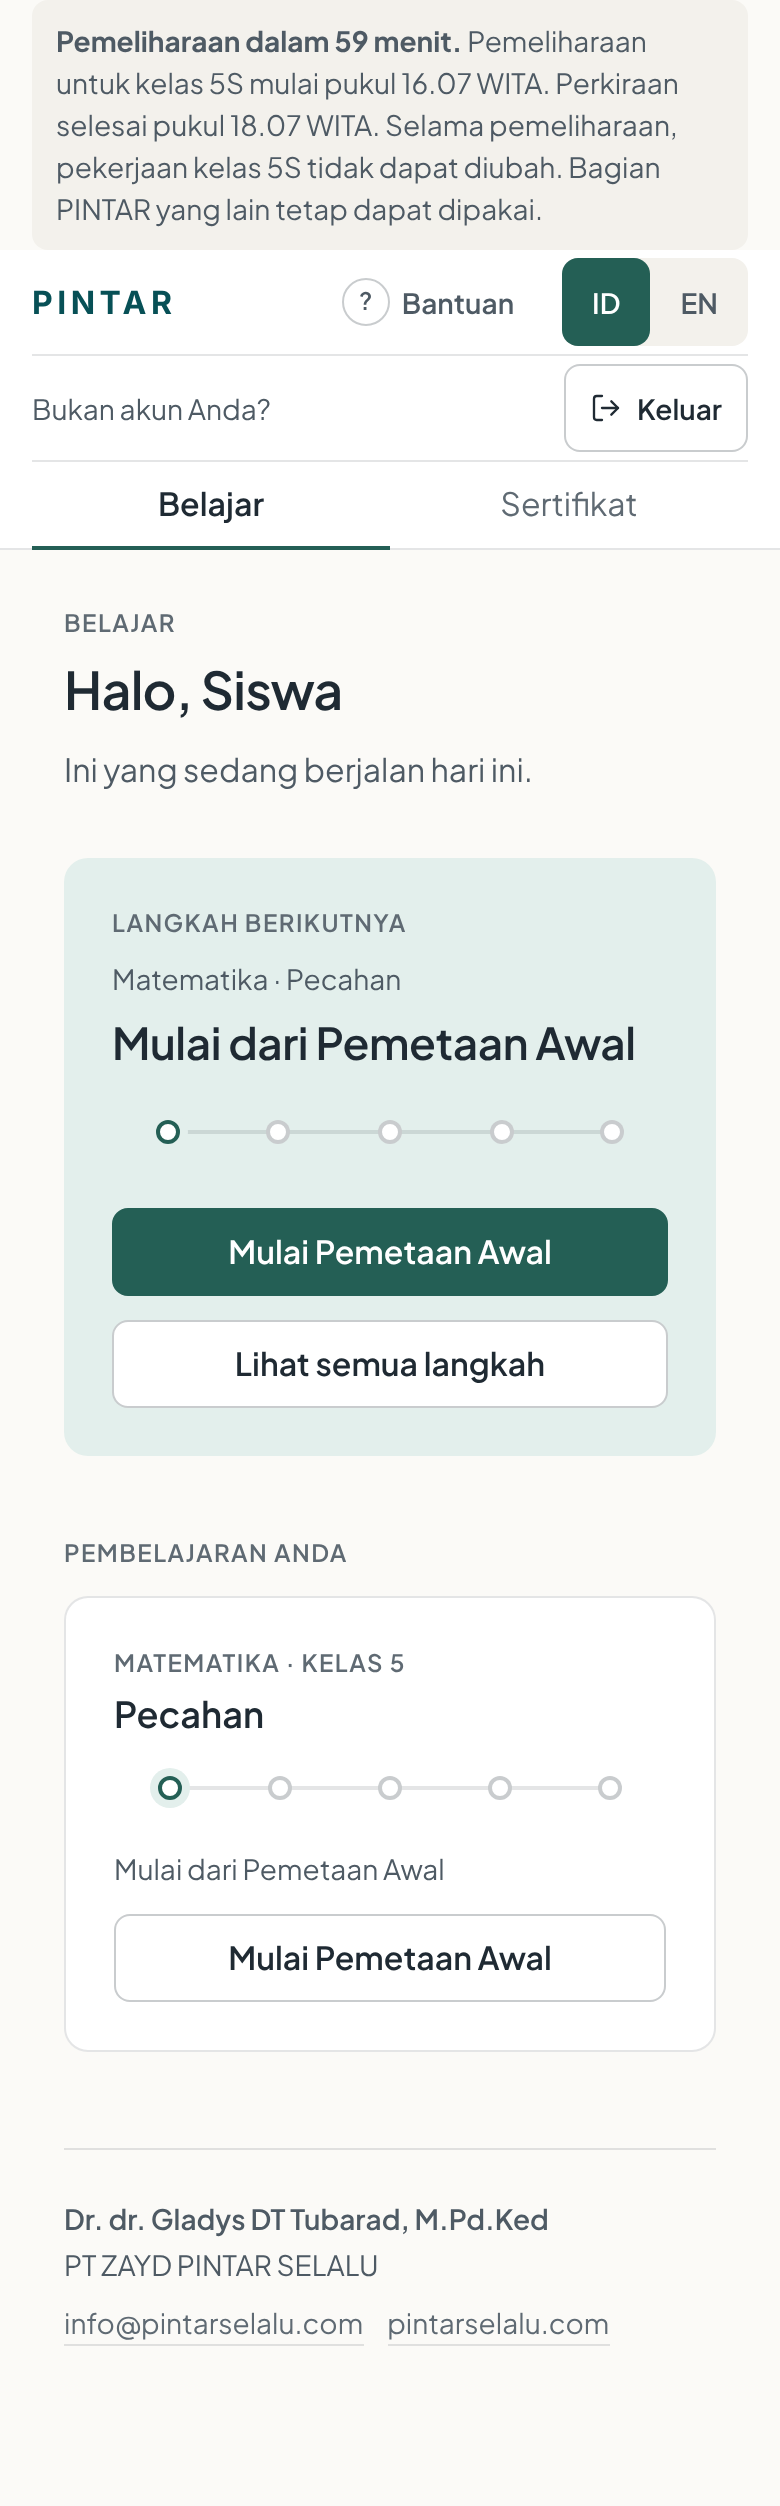 Pemeliharaan dalam 59 menit. Pemeliharaan
untuk kelas 5S mulai pukul 16.07 WITA. Perkiraan
selesai pukul 18.07 WITA. Selama pemeliharaan,
pekerjaan kelas 5S tidak dapat diubah. Bagian
PINTAR yang lain tetap dapat dipakai.
PINTAR ? Bantuan ID EN
Bukan akun Anda? Keluar
Belajar Sertifikat
BELAJAR
Halo, Siswa
Ini yang sedang berjalan hari ini.
LANGKAH BERIKUTNYA
Matematika · Pecahan
Mulai dari Pemetaan Awal
Mulai Pemetaan Awal
Lihat semua langkah
PEMBELAJARAN ANDA
MATEMATIKA · KELAS 5
Pecahan
Mulai dari Pemetaan Awal
Mulai Pemetaan Awal
Dr. dr. Gladys DT Tubarad, M.Pd.Ked
PT ZAYD PINTAR SELALU
info@pintarselalu.com pintarselalu.com